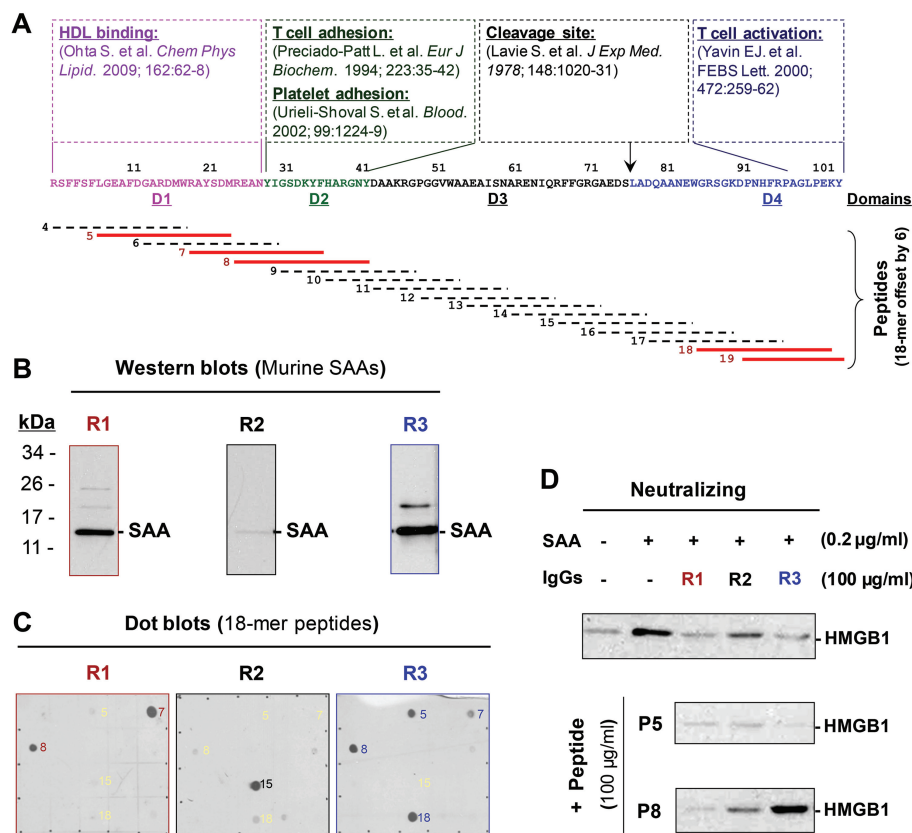 A
HDL binding:
(Ohta S. et al. Chem Phys
Lipid. 2009; 162:62-8)
T cell adhesion:
(Preciado-Patt L. et al. Eur J
Biochem. 1994; 223:35-42)
Platelet adhesion:
(Urieli-Shoval S. et al. Blood.
2002; 99:1224-9)
Cleavage site:
(Lavie S. et al. J Exp Med.
1978; 148:1020-31)
T cell activation:
(Yavin EJ. et al.
FEBS Lett. 2000;
472:259-62)
11 21 31 41 51 61 71 81 91 101
RSFFSFLGEAFDGARDMWRAYSDMREANYIGSDKYFHARGNYDAAKRGPGGVWAAEAISNARENIQRFFGRGAEDSLADQAANEWGRSGKDPNHFRPAGLPEKY
D1 D2 D3 D4 Domains
4
5
6
7
8
9
10
11
12
13
14
15
16
17
18
19
Peptides
(18-mer offset by 6)
B
Western blots (Murine SAAs)
kDa R1 R2 R3
34 -
26 -
17 -
11 -
SAA SAA SAA
C
Dot blots (18-mer peptides)
R1 R2 R3
5 7 8 15 18
5 7 8 15 18
5 7 8 15 18
D
Neutralizing
SAA - + + + + (0.2 µg/ml)
IgGs - - R1 R2 R3 (100 µg/ml)
HMGB1
+ Peptide
(100 µg/ml)
P5 HMGB1
P8 HMGB1